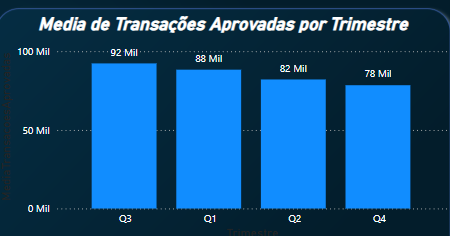 Media de Transações Aprovadas por Trimestre
100 Mil
50 Mil
0 Mil
92 Mil
88 Mil
82 Mil
78 Mil
Q3
Q1
Q2
Q4
Trimestre